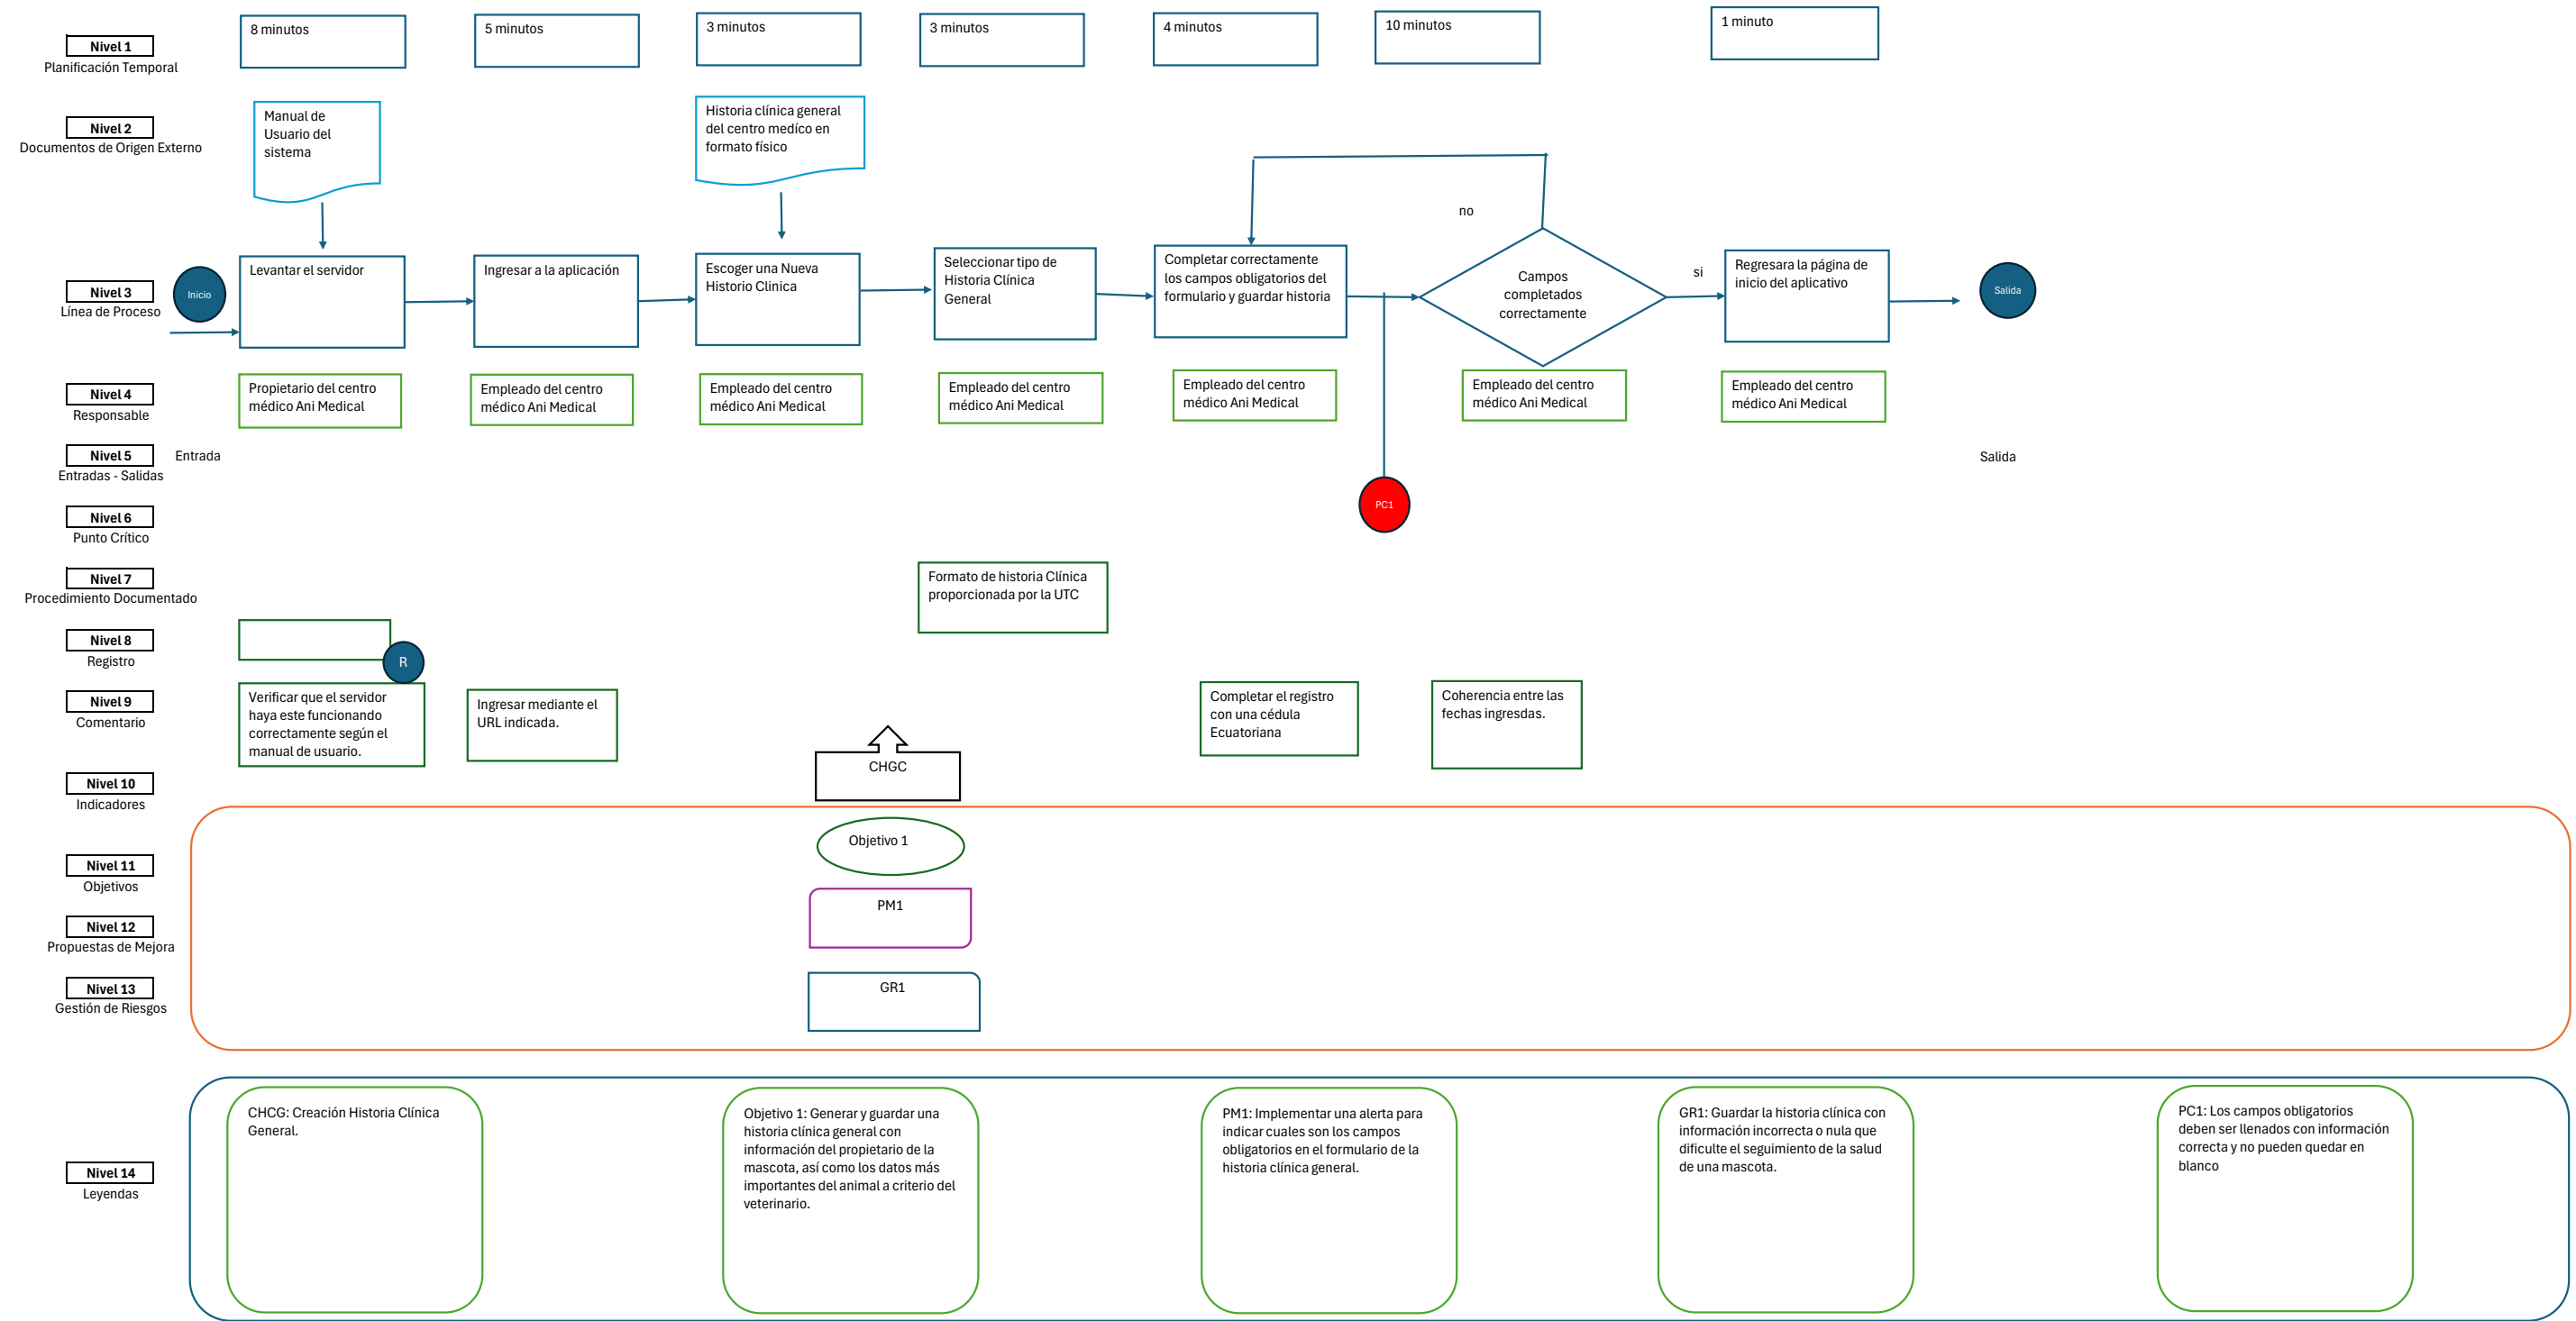 Nivel 1
Planificación Temporal
8 minutos
5 minutos
3 minutos
3 minutos
4 minutos
10 minutos
1 minuto
Nivel 2
Documentos de Origen Externo
Manual de
Usuario del
sistema
Historia clínica general
del centro medíco en
formato físico
no
Nivel 3
Línea de Proceso
Inicio
Levantar el servidor
Ingresar a la aplicación
Escoger una Nueva
Historio Clinica
Seleccionar tipo de
Historia Clínica
General
Completar correctamente
los campos obligatorios del
formulario y guardar historia
Campos
completados
correctamente
si
Regresara la página de
inicio del aplicativo
Salida
Nivel 4
Responsable
Propietario del centro
médico Ani Medical
Empleado del centro
médico Ani Medical
Empleado del centro
médico Ani Medical
Empleado del centro
médico Ani Medical
Empleado del centro
médico Ani Medical
Empleado del centro
médico Ani Medical
Empleado del centro
médico Ani Medical
Nivel 5
Entradas - Salidas
Entrada
Salida
Nivel 6
Punto Crítico
PC1
Nivel 7
Procedimiento Documentado
Formato de historia Clínica
proporcionada por la UTC
Nivel 8
Registro
R
Nivel 9
Comentario
Verificar que el servidor
haya este funcionando
correctamente según el
manual de usuario.
Ingresar mediante el
URL indicada.
Completar el registro
con una cédula
Ecuatoriana
Coherencia entre las
fechas ingresdas.
Nivel 10
Indicadores
CHGC
Nivel 11
Objetivos
Objetivo 1
Nivel 12
Propuestas de Mejora
PM1
Nivel 13
Gestión de Riesgos
GR1
Nivel 14
Leyendas
CHCG: Creación Historia Clínica
General.
Objetivo 1: Generar y guardar una
historia clínica general con
información del propietario de la
mascota, así como los datos más
importantes del animal a criterio del
veterinario.
PM1: Implementar una alerta para
indicar cuales son los campos
obligatorios en el formulario de la
historia clínica general.
GR1: Guardar la historia clínica con
información incorrecta o nula que
dificulte el seguimiento de la salud
de una mascota.
PC1: Los campos obligatorios
deben ser llenados con información
correcta y no pueden quedar en
blanco